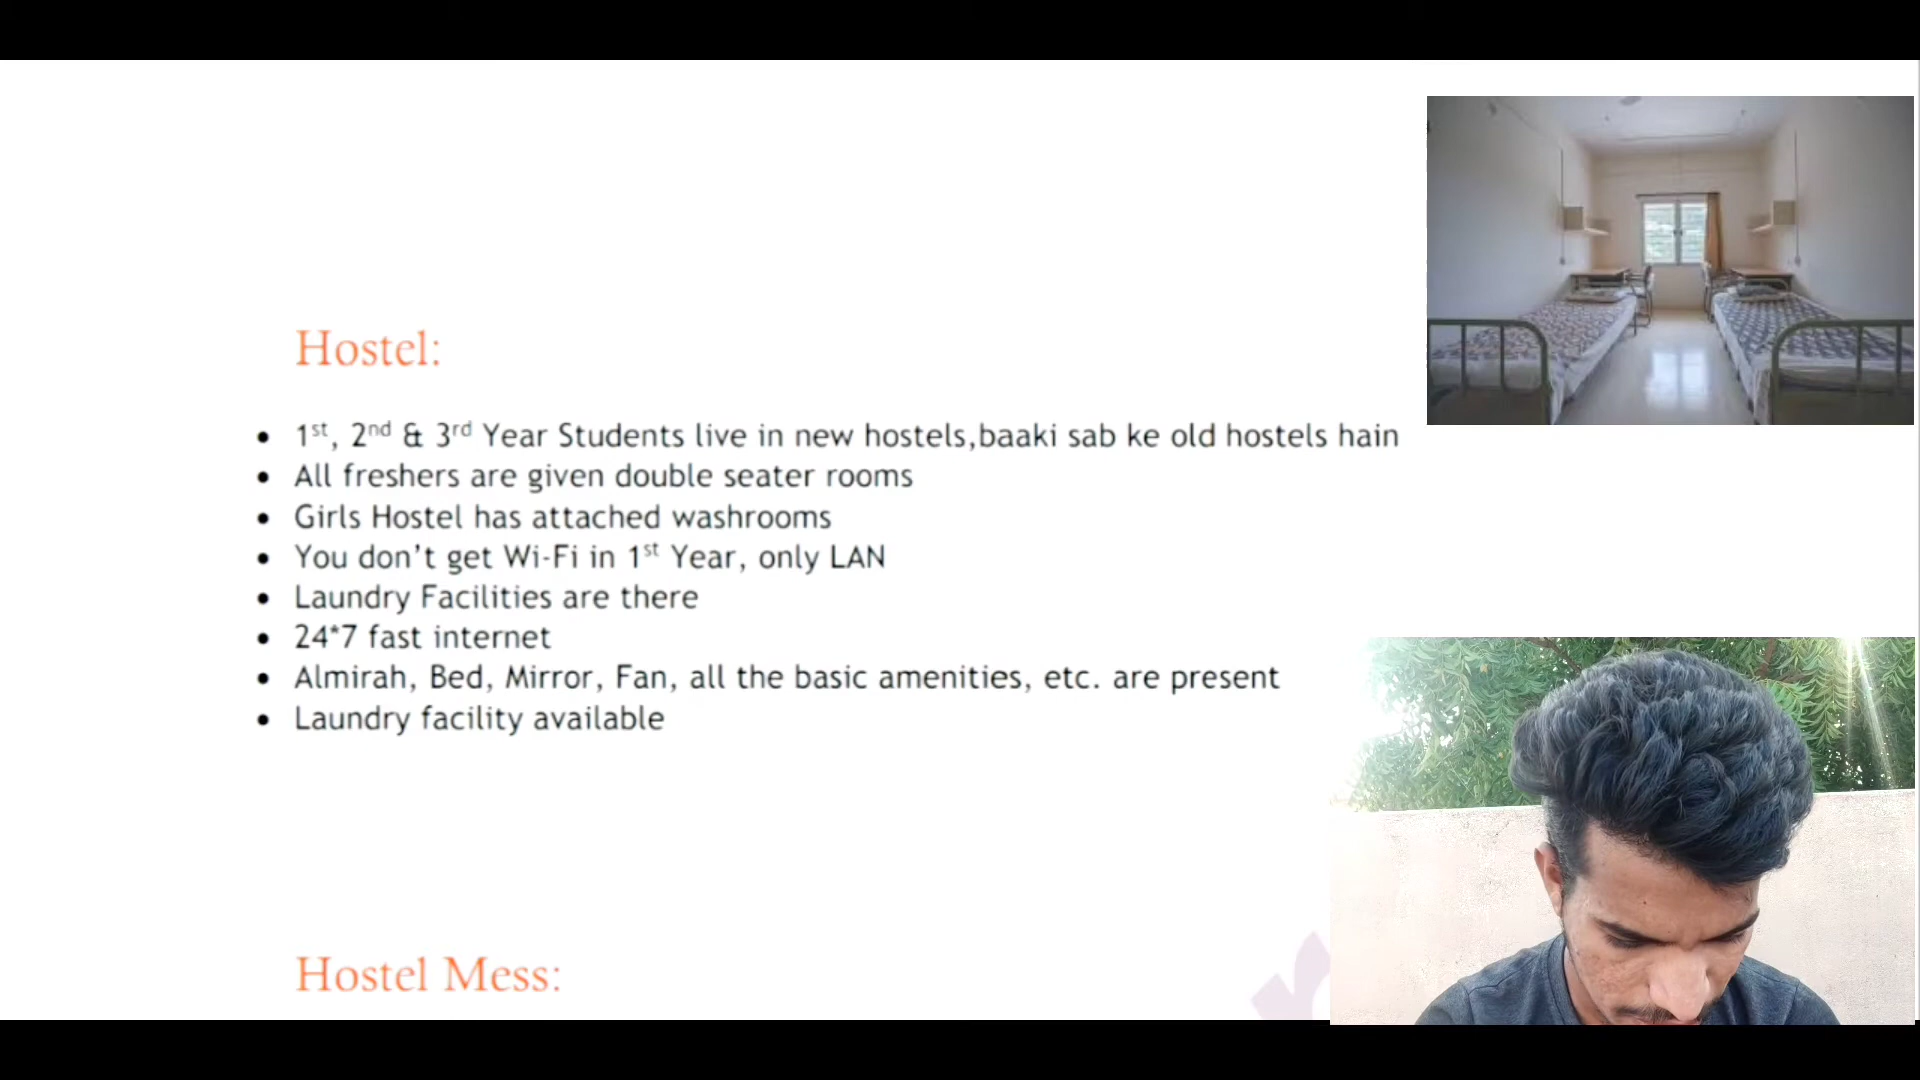 Hostel:
1st, 2nd & 3rd Year Students live in new hostels,baaki sab ke old hostels hain
All freshers are given double seater rooms
Girls Hostel has attached washrooms
You don’t get Wi-Fi in 1st Year, only LAN
Laundry Facilities are there
24*7 fast internet
Almirah, Bed, Mirror, Fan, all the basic amenities, etc. are present
Laundry facility available
Hostel Mess: